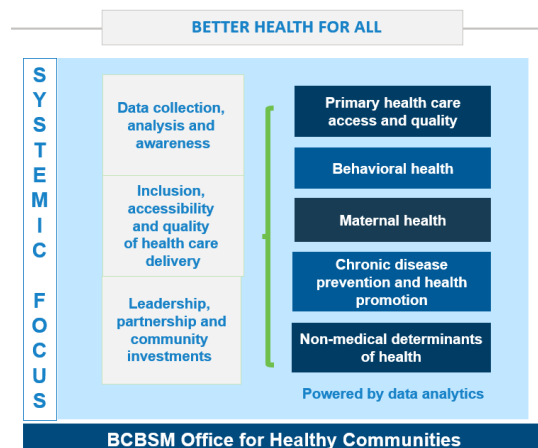 BETTER HEALTH FOR ALL
SYSTEMIC FOCUS
Data collection,
analysis and
awareness
Inclusion,
accessibility
and quality
of health care
delivery
Leadership,
partnership and
community
investments
Primary health care
access and quality
Behavioral health
Maternal health
Chronic disease
prevention and health
promotion
Non-medical determinants
of health
Powered by data analytics
BCBSM Office for Healthy Communities